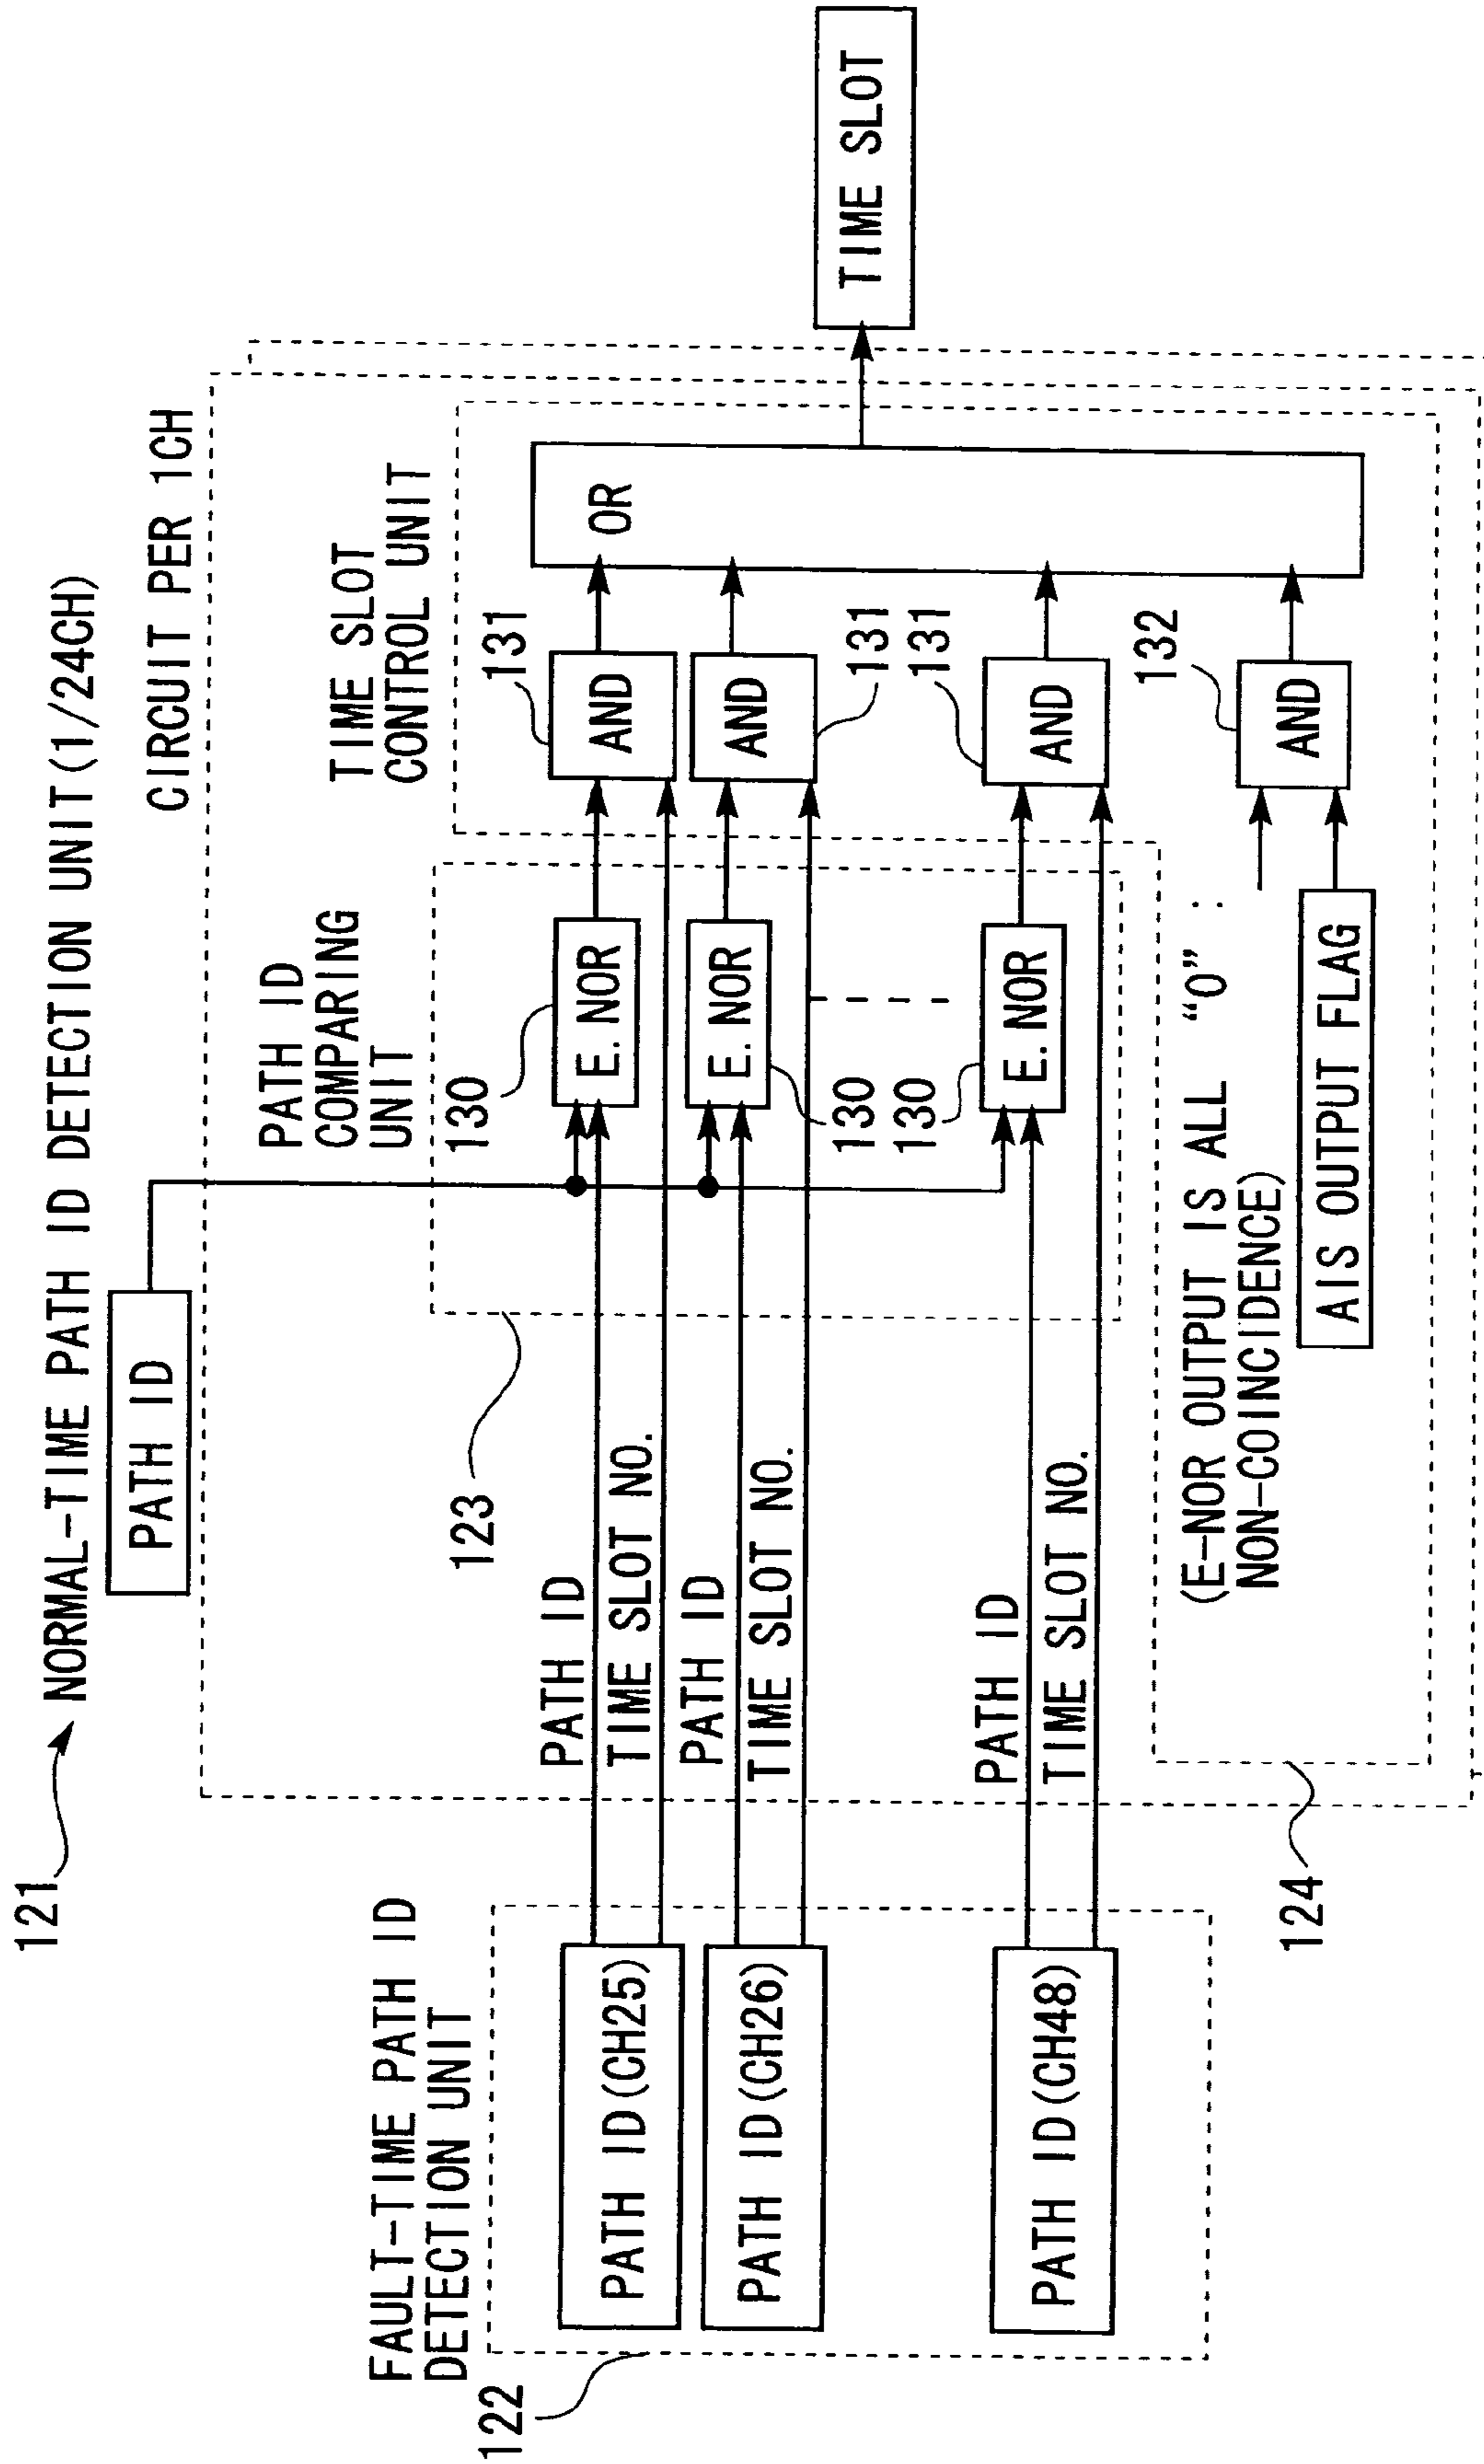 121
NORMAL-TIME PATH ID DETECTION UNIT(1/24CH)
PATH ID
CIRCUIT PER 1CH
FAULT-TIME PATH ID
DETECTION UNIT
122
PATH ID
COMPARING
UNIT
123
TIME SLOT
CONTROL UNIT
PATH ID(CH25)
PATH ID
TIME SLOT NO.
130
E.NOR
131
AND
OR
PATH ID(CH26)
PATH ID
TIME SLOT NO.
E.NOR
130
AND
131
TIME SLOT
PATH ID(CH48)
PATH ID
TIME SLOT NO.
130
E.NOR
131
AND
124
(E-NOR OUTPUT IS ALL “0” :
NON-COINCIDENCE)
AIS OUTPUT FLAG
132
AND